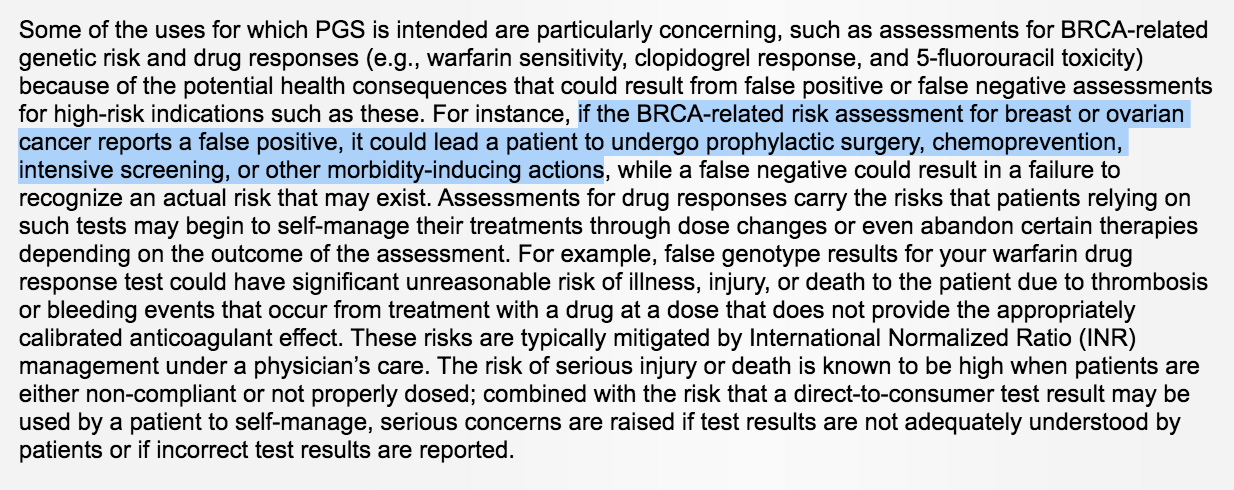 Some of the uses for which PGS is intended are particularly concerning, such as assessments for BRCA-related
genetic risk and drug responses (e.g., warfarin sensitivity, clopidogrel response, and 5-fluorouracil toxicity)
because of the potential health consequences that could result from false positive or false negative assessments
for high-risk indications such as these. For instance, if the BRCA-related risk assessment for breast or ovarian
cancer reports a false positive, it could lead a patient to undergo prophylactic surgery, chemoprevention,
intensive screening, or other morbidity-inducing actions, while a false negative could result in a failure to
recognize an actual risk that may exist. Assessments for drug responses carry the risks that patients relying on
such tests may begin to self-manage their treatments through dose changes or even abandon certain therapies
depending on the outcome of the assessment. For example, false genotype results for your warfarin drug
response test could have significant unreasonable risk of illness, injury, or death to the patient due to thrombosis
or bleeding events that occur from treatment with a drug at a dose that does not provide the appropriately
calibrated anticoagulant effect. These risks are typically mitigated by International Normalized Ratio (INR)
management under a physician’s care. The risk of serious injury or death is known to be high when patients are
either non-compliant or not properly dosed; combined with the risk that a direct-to-consumer test result may be
used by a patient to self-manage, serious concerns are raised if test results are not adequately understood by
patients or if incorrect test results are reported.